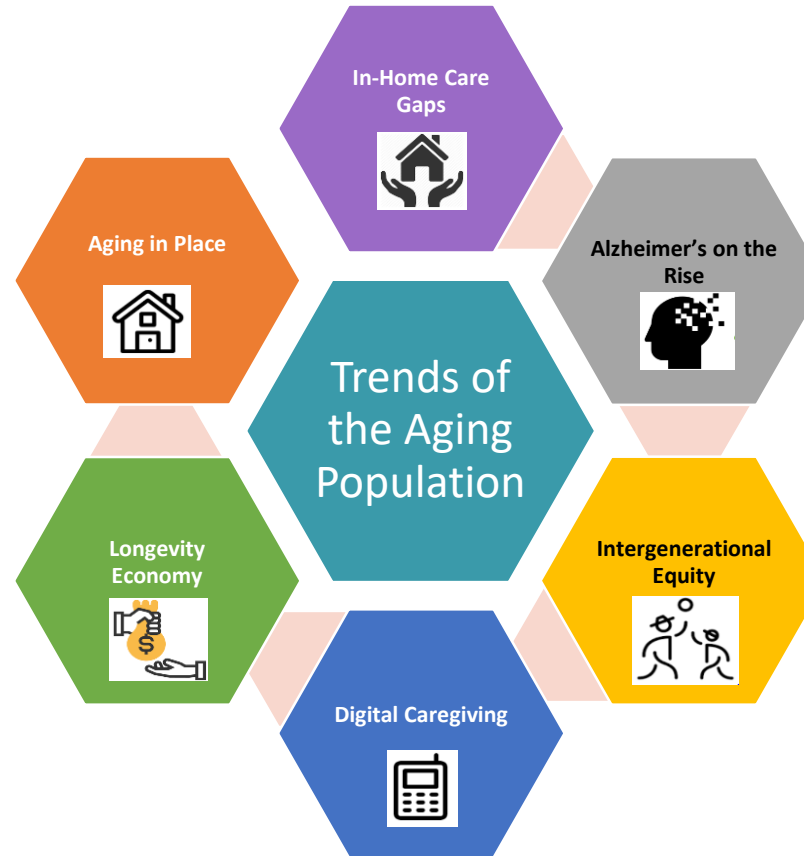 In-Home Care
Gaps
Aging in Place
Alzheimer’s on the
Rise
Trends of
the Aging
Population
Longevity
Economy
$
Intergenerational
Equity
Digital Caregiving